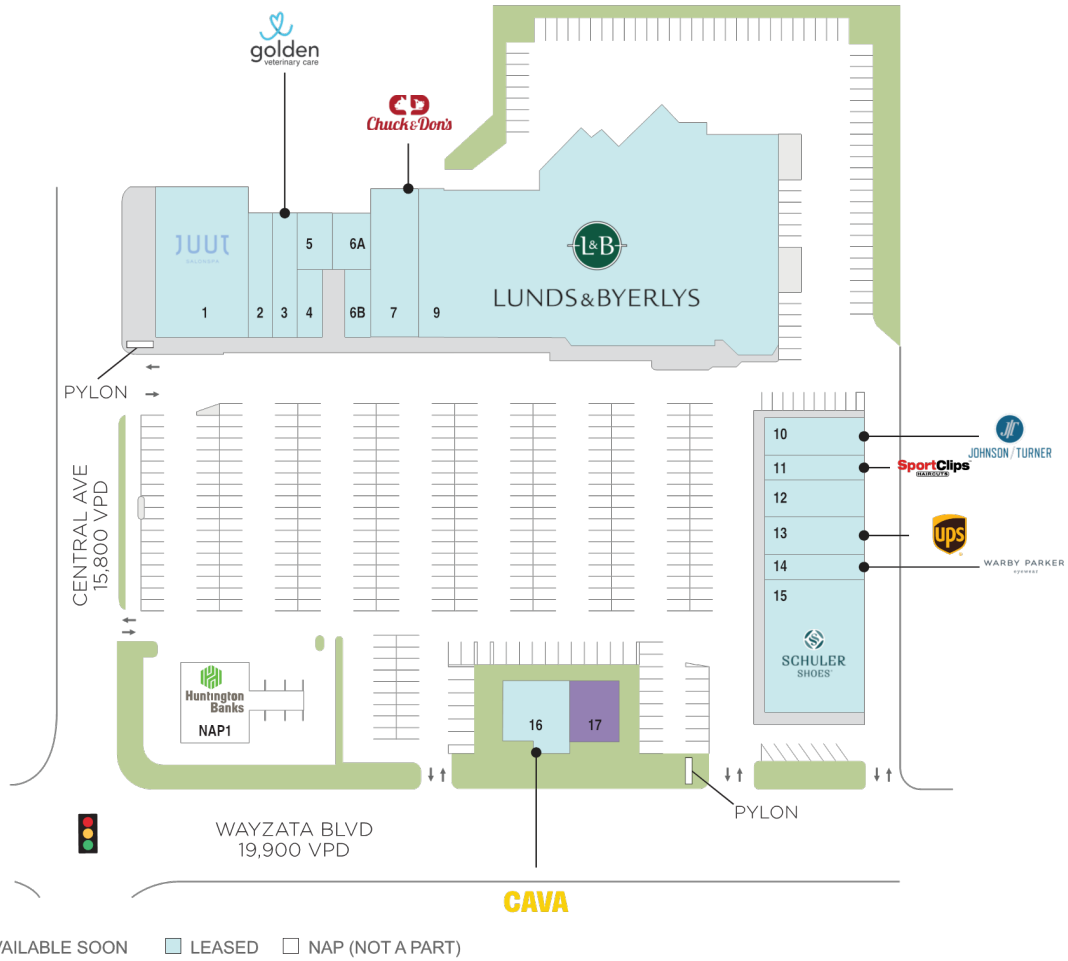 golden
veterinary care
Chuck & Don's
JUUT
SALONSPA
L&B
LUNDS & BYERLYS
5
6A
1
2
3
4
6B
7
9
PYLON
CENTRAL AVE
15,800 VPD
10
JOHNSON / TURNER
11
SportClips
HAIRCUTS
12
13
ups
14
WARBY PARKER
eyewear
15
SCHULER
SHOES
Huntington
Banks
NAP1
16
17
PYLON
WAYZATA BLVD
19,900 VPD
CAVA
AILABLE SOON
LEASED
NAP (NOT A PART)